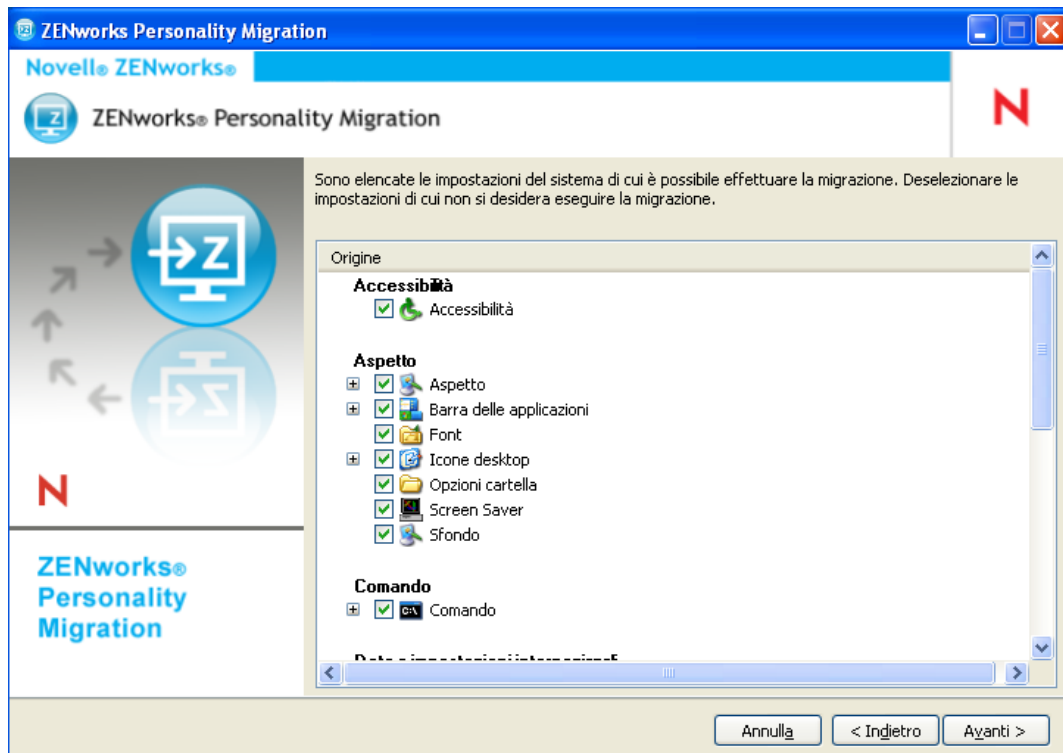 ZENworks Personality Migration
Novell® ZENworks®
ZENworks® Personality Migration
N
Sono elencate le impostazioni del sistema di cui è possibile effettuare la migrazione. Deselezionare le
impostazioni di cui non si desidera eseguire la migrazione.
Origine
Accessibilità
Accessibilità
Aspetto
Aspetto
Barra delle applicazioni
Font
Icone desktop
Opzioni cartella
Screen Saver
Sfondo
Comando
Comando
Z
N
ZENworks®
Personality
Migration
Annulla
< Indietro
Avanti >